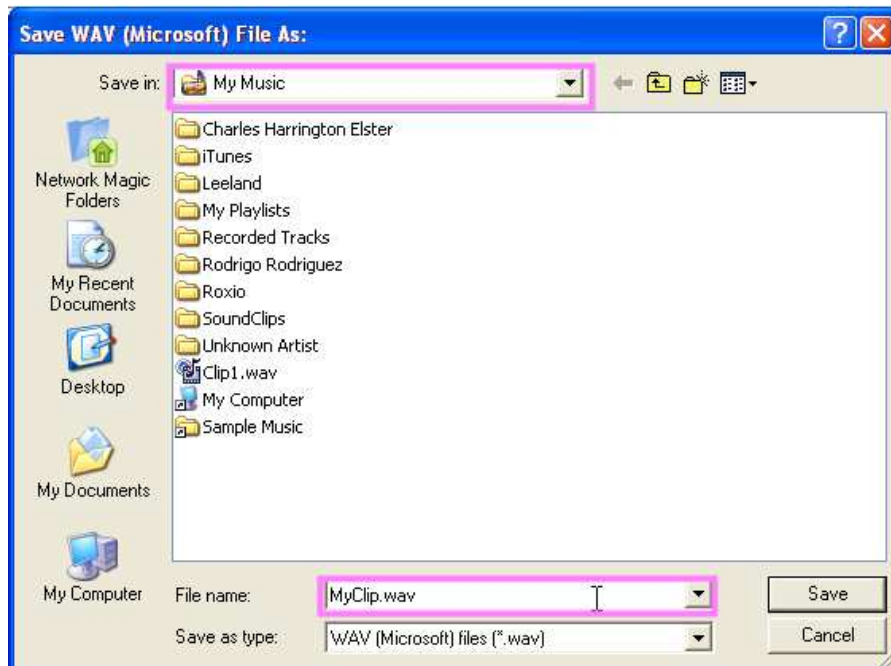 Save WAV (Microsoft) File As:
Save in:
My Music
Charles Harrington Elster
iTunes
Leeland
My Playlists
Recorded Tracks
Rodrigo Rodriguez
Roxio
SoundClips
Unknown Artist
Clip1.wav
My Computer
Sample Music
Network Magic
Folders
My Recent
Documents
Desktop
My Documents
My Computer
File name:
MyClip.wav
Save
Save as type:
WAV (Microsoft) files (*.wav)
Cancel